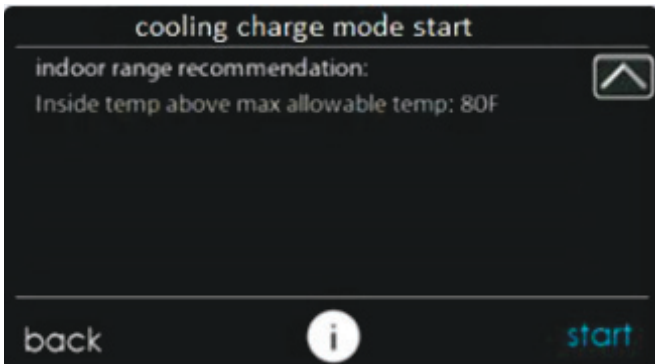 cooling charge mode start
indoor range recommendation:
Inside temp above max allowable temp: 80F
back
i
start